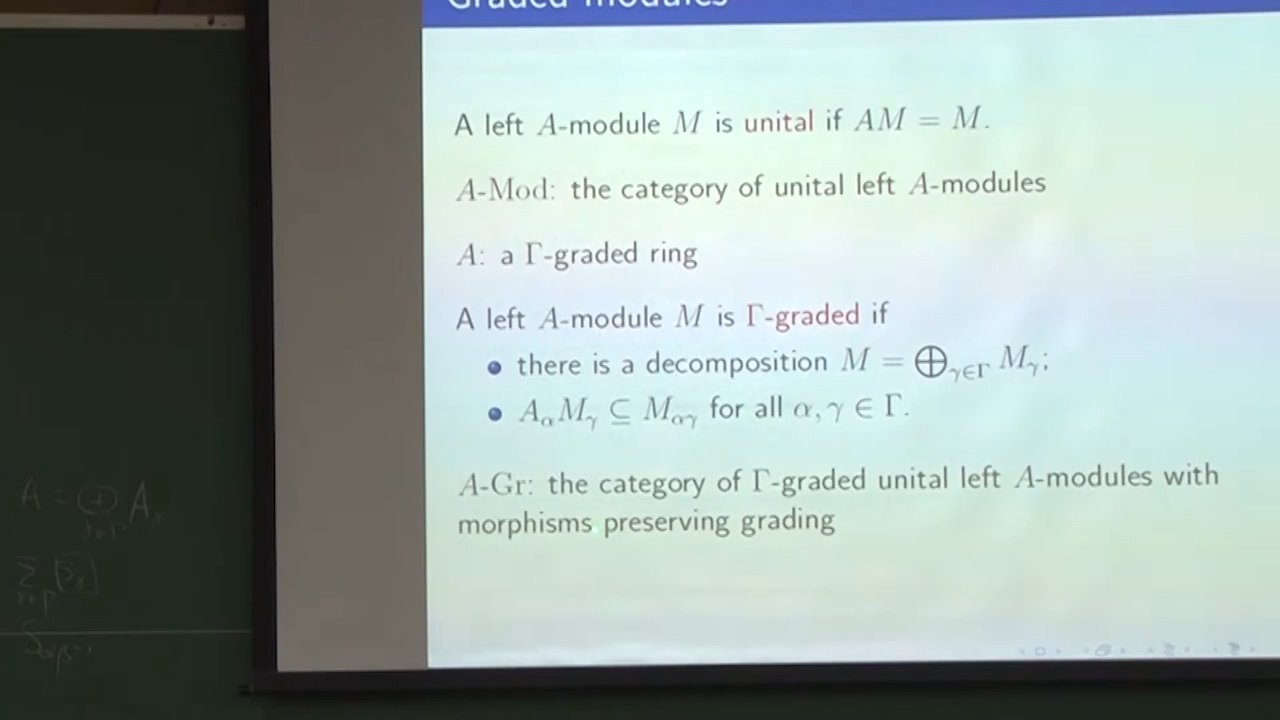 Graded modules
A left A-module M is unital if AM = M.
A-Mod: the category of unital left A-modules
A: a Γ-graded ring
A left A-module M is Γ-graded if
• there is a decomposition M = ⊕_{γ∈Γ} M_γ;
• A_α M_γ ⊆ M_{αγ} for all α, γ ∈ Γ.
A-Gr: the category of Γ-graded unital left A-modules with
morphisms preserving grading